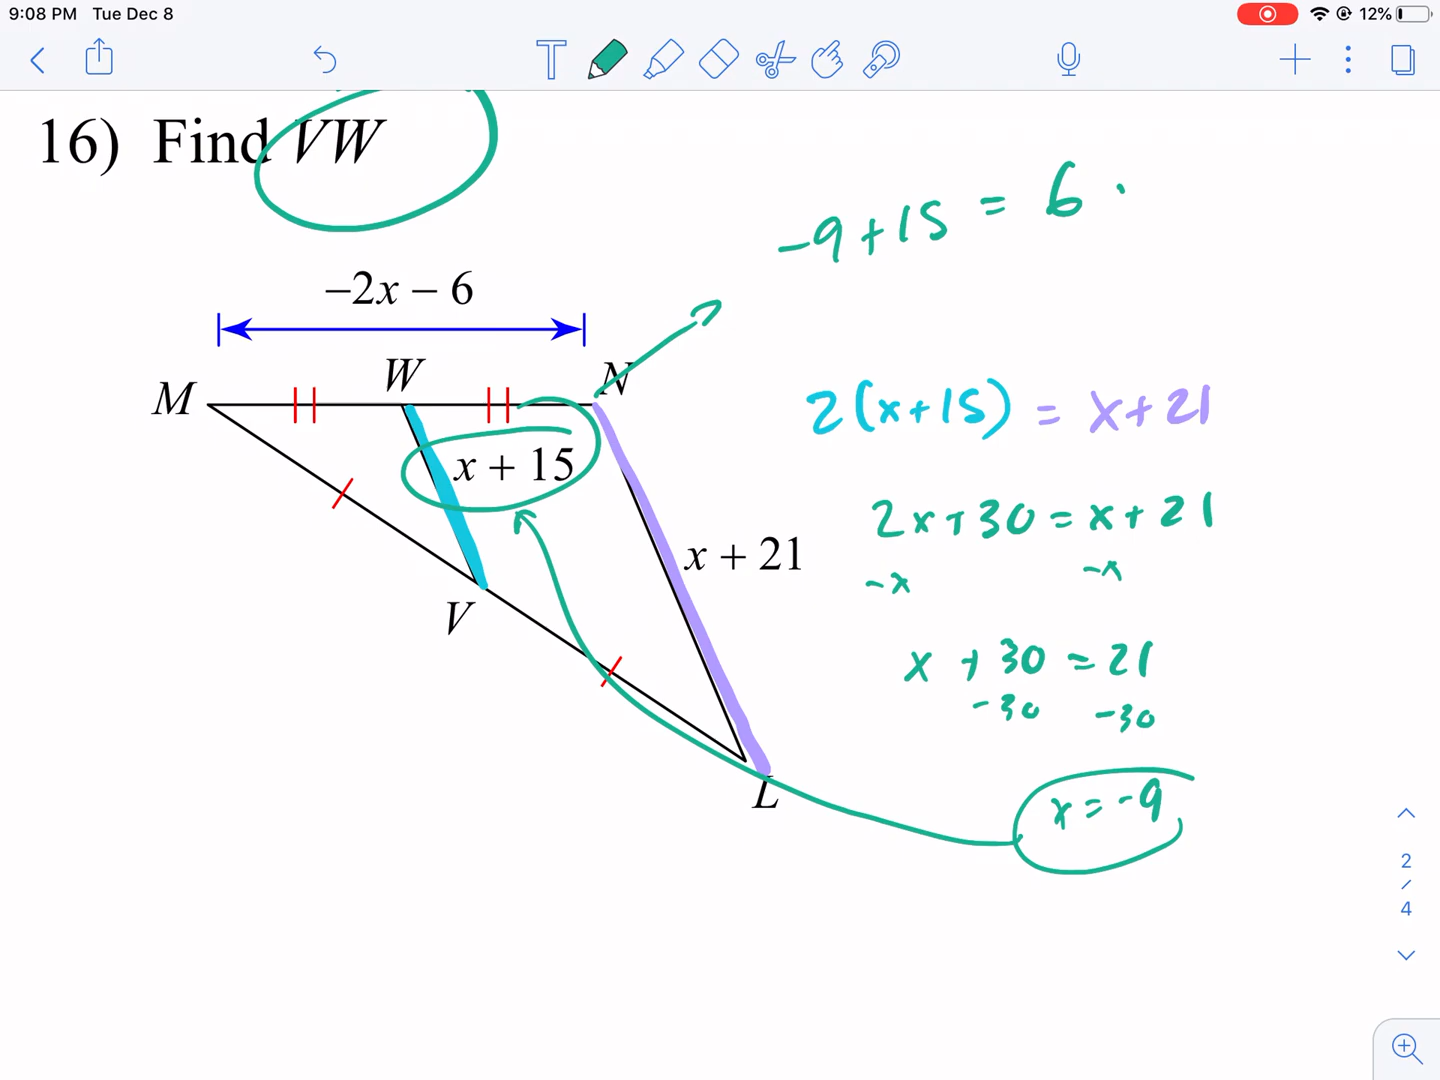 9:08 PM Tue Dec 8
12%
T
16) Find VW
-9+15 = 6.
−2x − 6
M
W
N
2(x+15) = x+21
x + 15
2x+30 = x+21
-x -x
x + 21
V
x + 30 = 21
-30 -30
L
x = -9
2
/
4